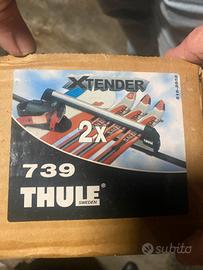 XTENDER
2x
739
THULE®
SWEDEN
subito